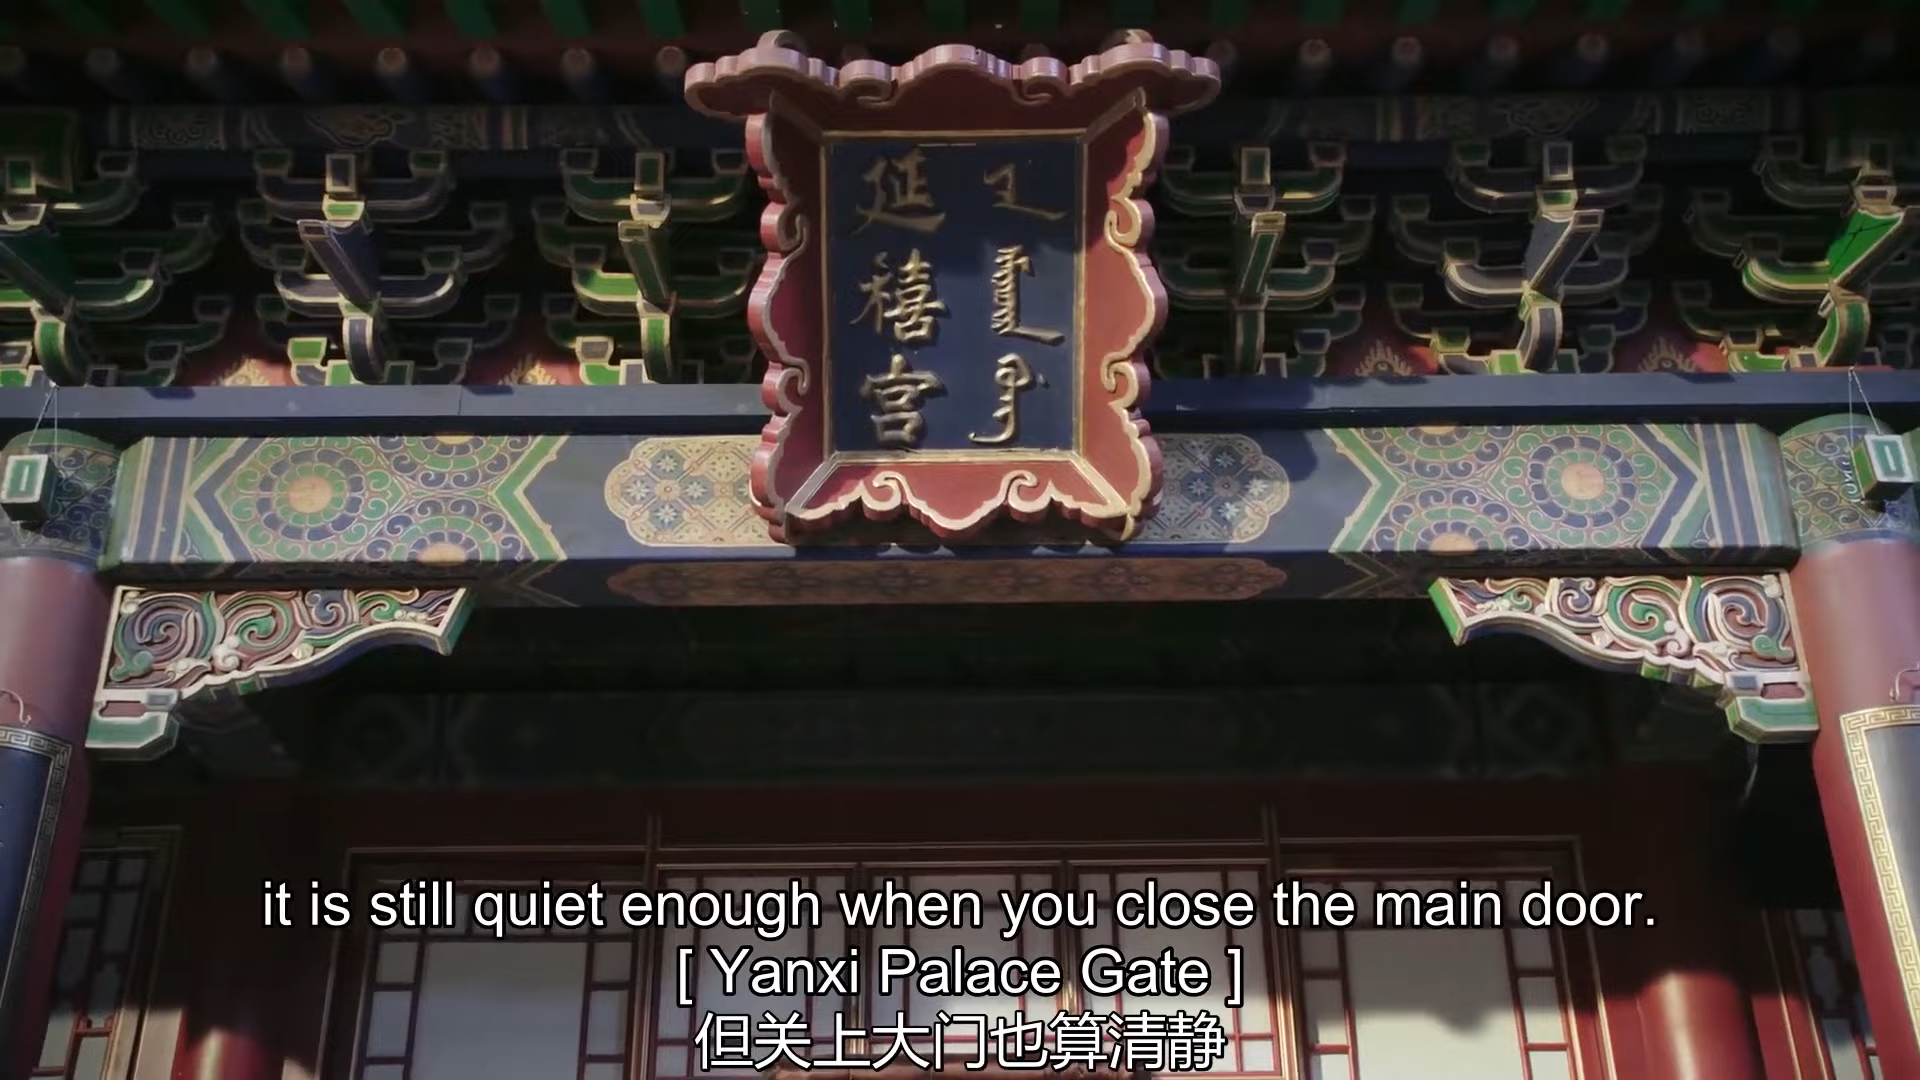 延禧宫
it is still quiet enough when you close the main door.
[ Yanxi Palace Gate ]
但关上大门也算清静